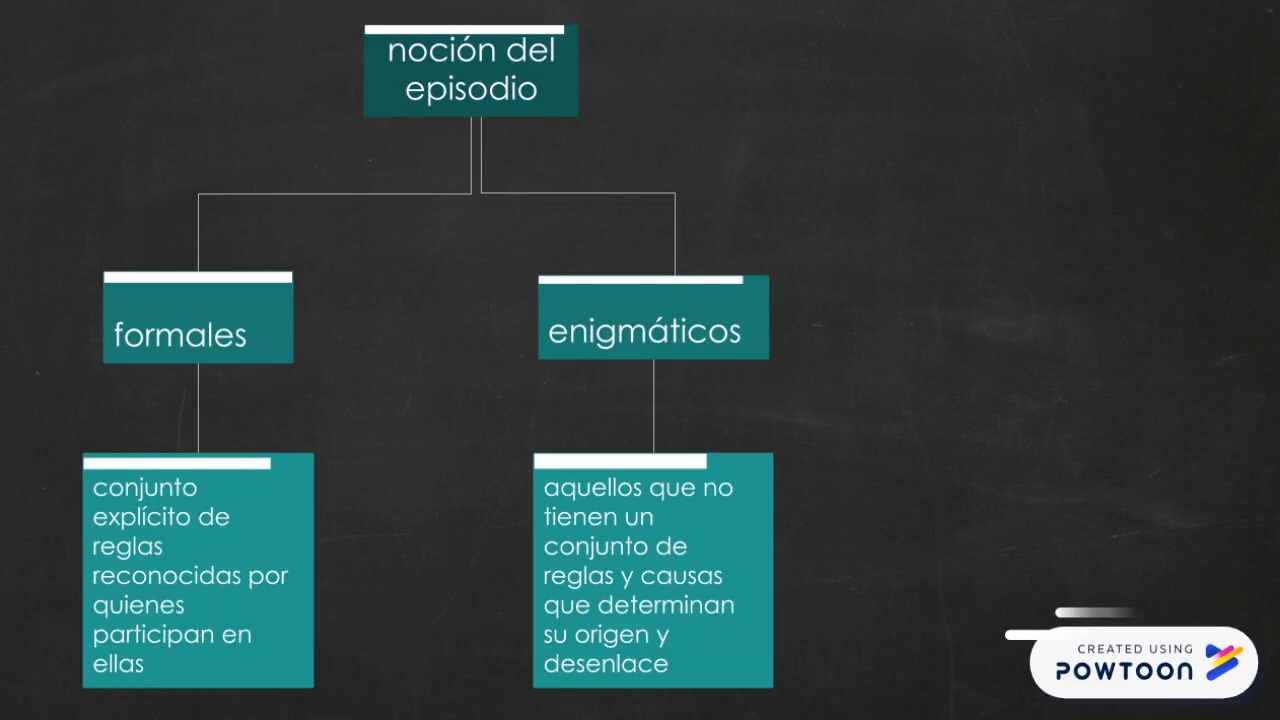 noción del
episodio
formales
enigmáticos
conjunto
explícito de
reglas
reconocidas por
quienes
participan en
ellas
aquellos que no
tienen un
conjunto de
reglas y causas
que determinan
su origen y
desenlace
CREATED USING
POWTOON